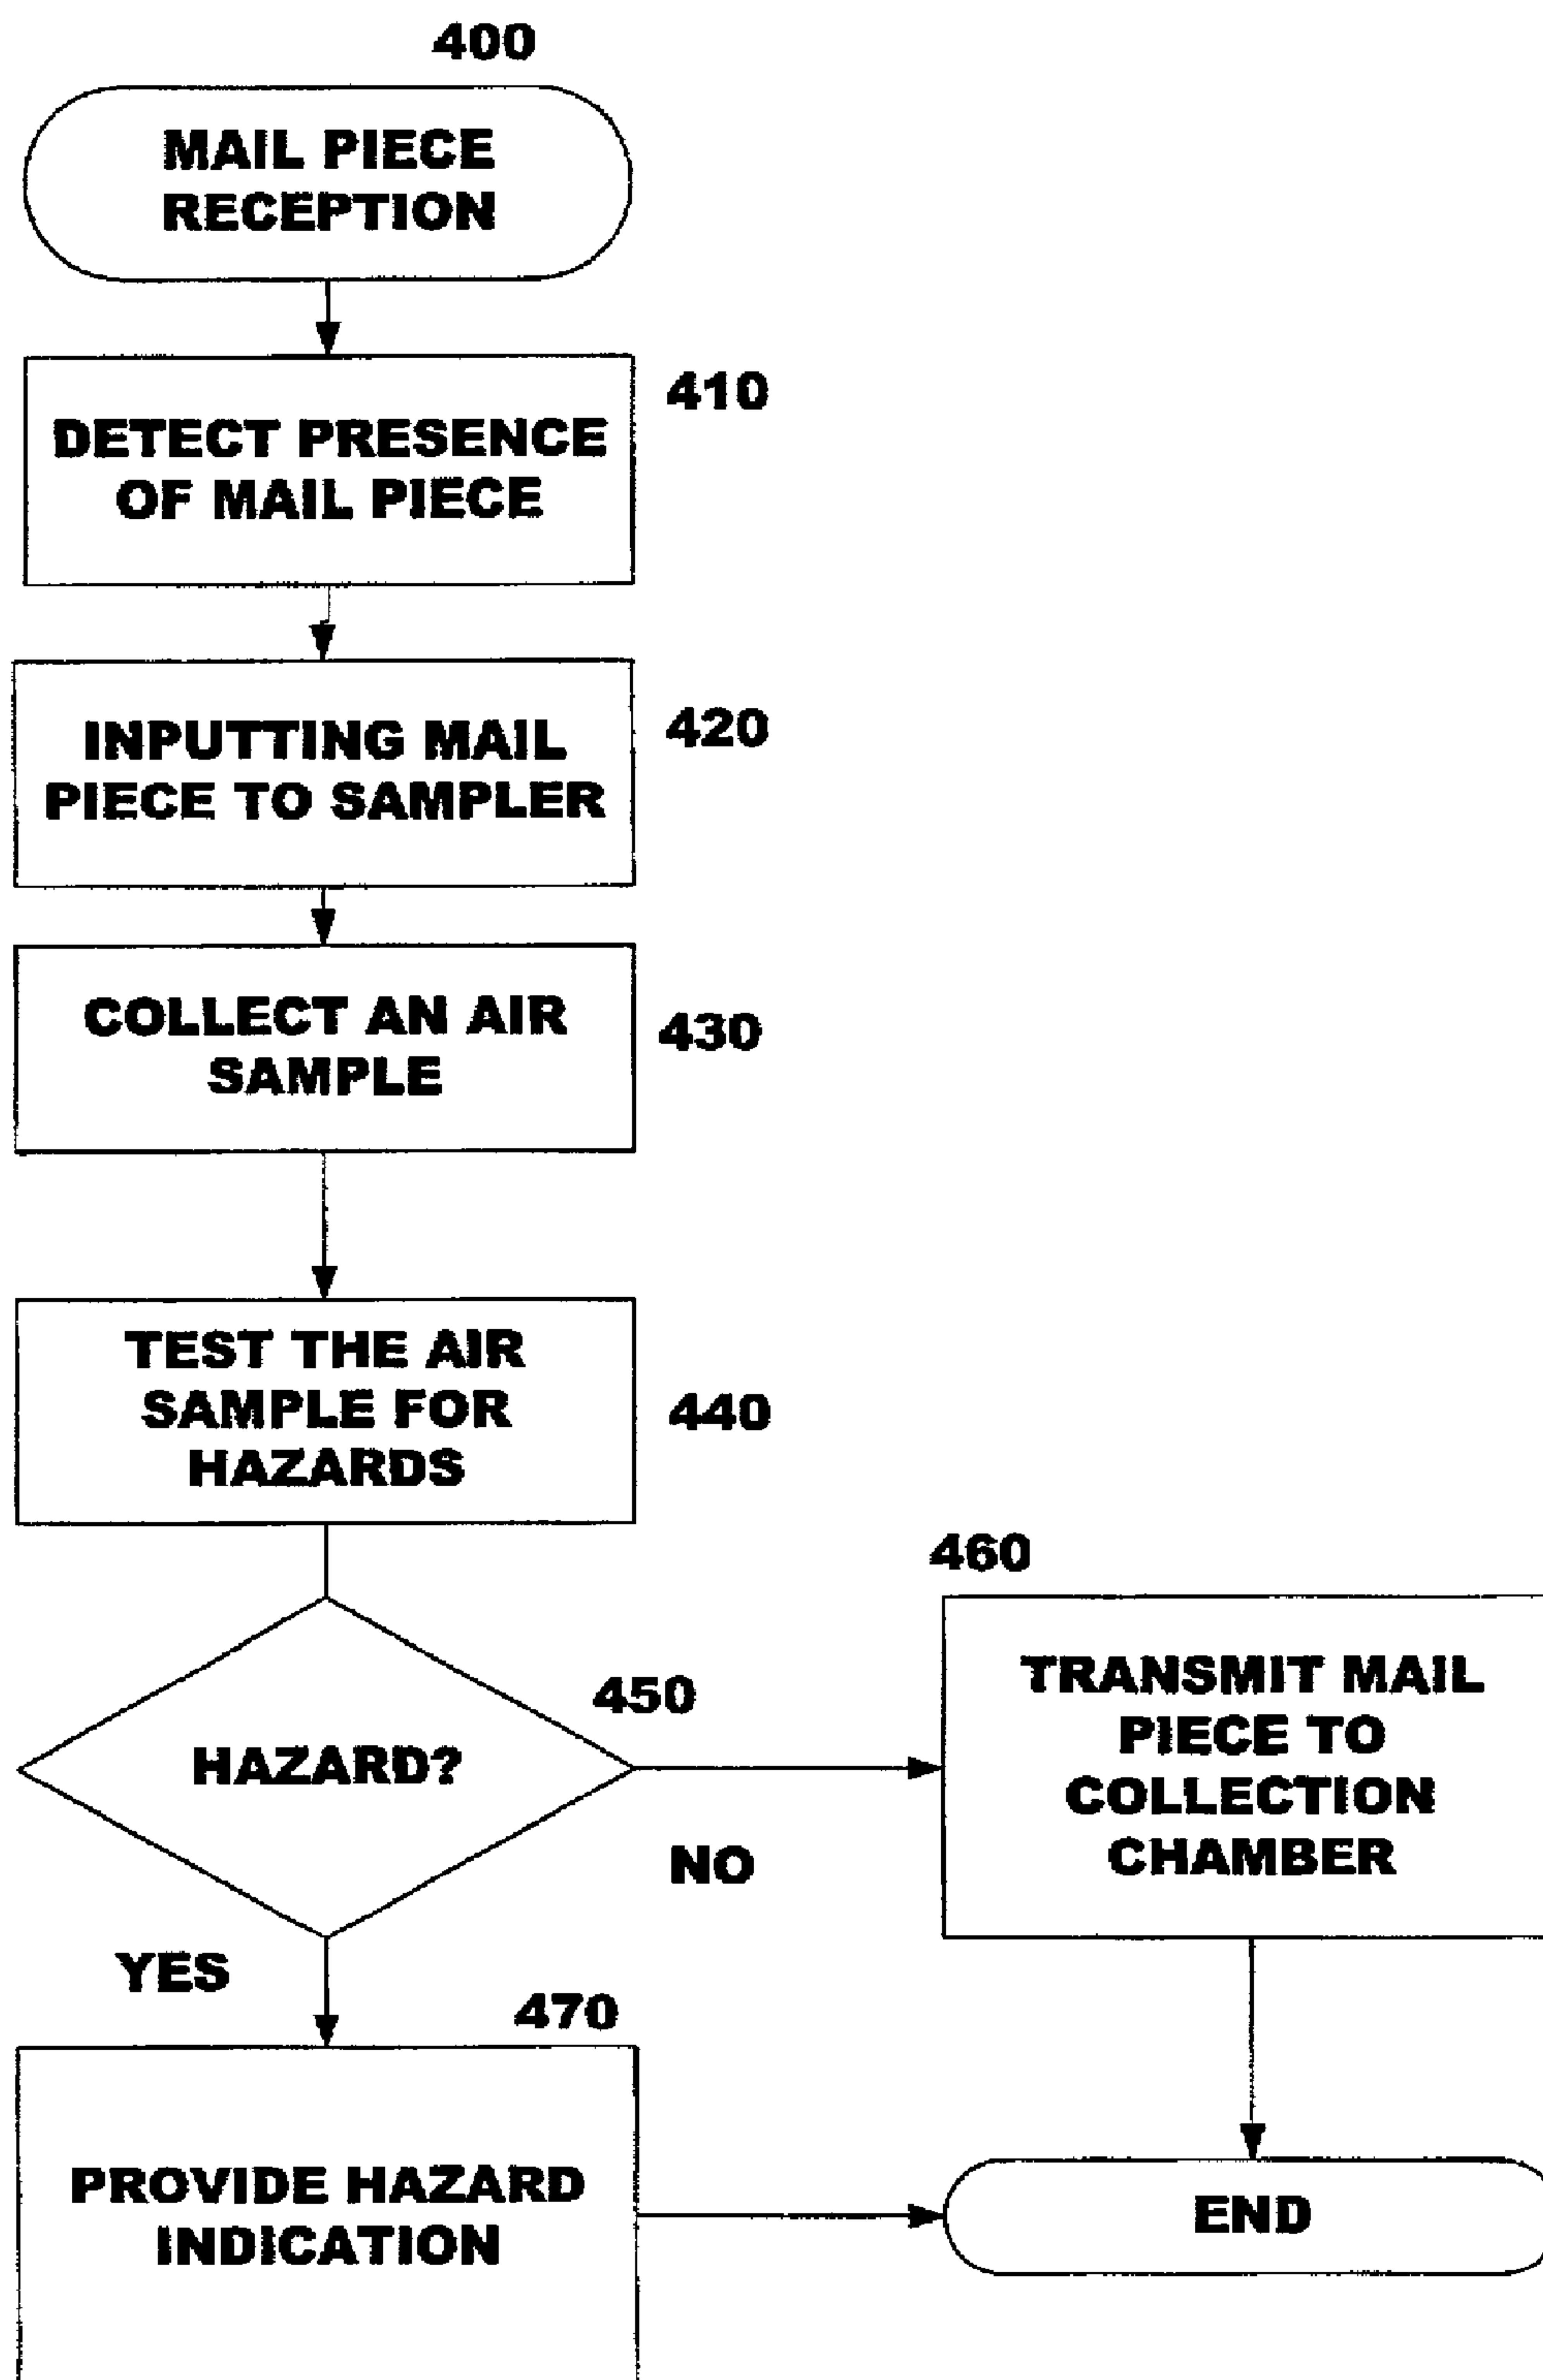 400
MAIL PIECE
RECEPTION
410
DETECT PRESENCE
OF MAIL PIECE
420
INPUTTING MAIL
PIECE TO SAMPLER
430
COLLECT AN AIR
SAMPLE
440
TEST THE AIR
SAMPLE FOR
HAZARDS
450
HAZARD?
NO
YES
460
TRANSMIT MAIL
PIECE TO
COLLECTION
CHAMBER
470
PROVIDE HAZARD
INDICATION
END